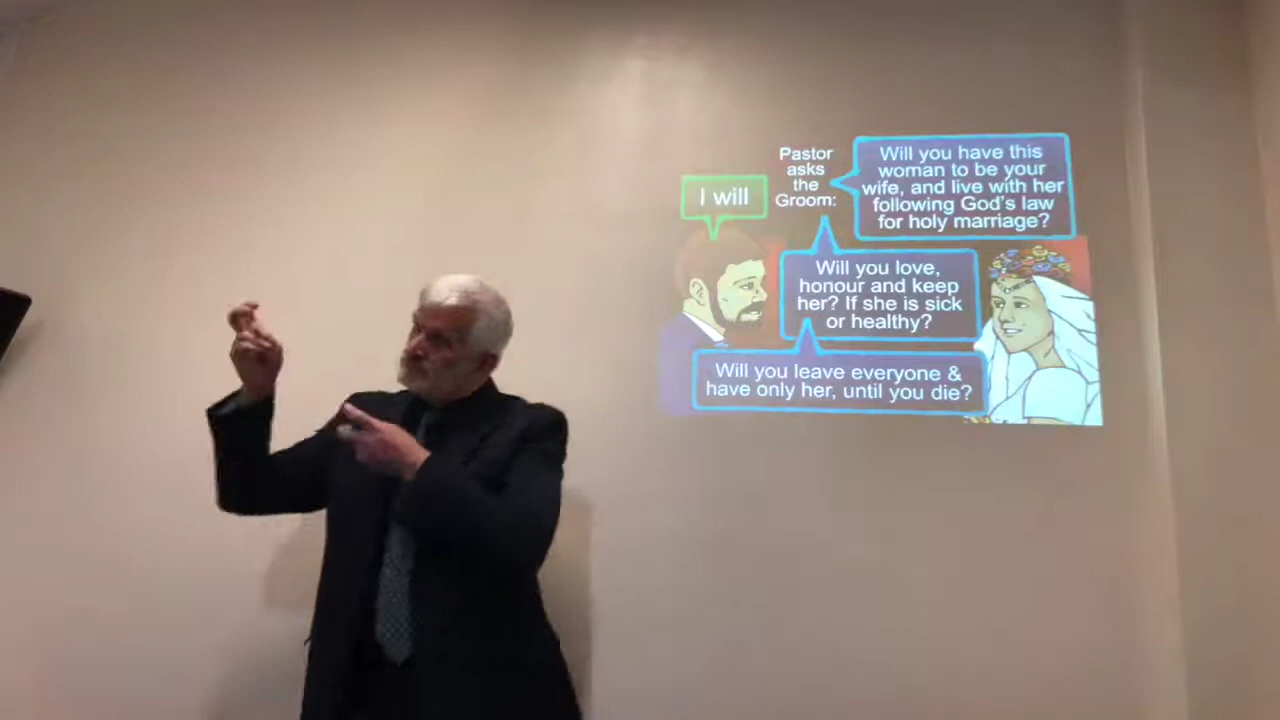 Pastor
asks
the
Groom:
Will you have this
woman to be your
wife, and live with her
following God's law
for holy marriage?
I will
Will you love,
honour and keep
her? If she is sick
or healthy?
Will you leave everyone &
have only her, until you die?